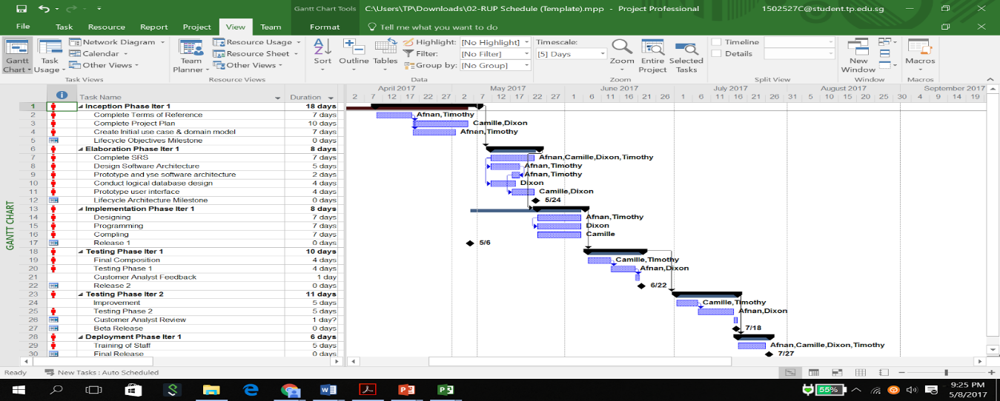 Gantt Chart Tools C:\Users\TP\Downloads\02-RUP Schedule (Template).mpp - Project Professional 1502527C@student.tp.edu.sg
File Task Resource Report Project View Team Format Tell me what you want to do
Network Diagram Resource Usage Highlight: [No Highlight] Timescale: Timeline
Calendar Resource Sheet Filter: [No Filter] [5] Days Details
Other Views Other Views Group by: [No Group]
Gantt Chart Task Usage Team Planner Sort Outline Tables Zoom Entire Project Selected Tasks New Window Macros
Task Views Resource Views Data Zoom Split View Window Macros
April 2017 May 2017 June 2017 July 2017 August 2017 September 2017
Task Name Duration 2 7 12 17 22 27 2 7 12 17 22 27 1 6 11 16 21 26 1 6 11 16 21 26 31 5 10 15 20 25 30 4 9 14 19
1 Inception Phase Iter 1 18 days
2 Complete Terms of Reference 7 days Afnan,Timothy
3 Complete Project Plan 10 days Camille,Dixon
4 Create Initial use case & domain model 7 days Afnan,Timothy
5 Lifecycle Objectives Milestone 0 days
6 Elaboration Phase Iter 1 8 days
7 Complete SRS 7 days Afnan,Camille,Dixon,Timothy
8 Design Software Architecture 5 days Afnan,Timothy
9 Prototype and yse software architecture 2 days Afnan,Timothy
10 Conduct logical database design 4 days Dixon
11 Prototype user interface 4 days Camille,Dixon
12 Lifecycle Architecture Milestone 0 days 5/24
13 Implementation Phase Iter 1 8 days
14 Designing 7 days Afnan,Timothy
15 Programming 7 days Dixon
16 Compling 7 days Camille
17 Release 1 0 days 5/6
18 Testing Phase Iter 1 10 days
19 Final Composition 4 days Camille,Timothy
20 Testing Phase 1 4 days Afnan,Dixon
21 Customer Analyst Feedback 1 day
22 Release 2 0 days 6/22
23 Testing Phase Iter 2 11 days
24 Improvement 5 days Camille,Timothy
25 Testing Phase 2 5 days Afnan,Dixon
26 Customer Analyst Review 1 day?
27 Beta Release 0 days 7/18
28 Deployment Phase Iter 1 6 days
29 Training of Staff 5 days Afnan,Camille,Dixon,Timothy
30 Final Release 0 days 7/27
GANTT CHART
Ready New Tasks : Auto Scheduled
55% 9:25 PM
5/8/2017